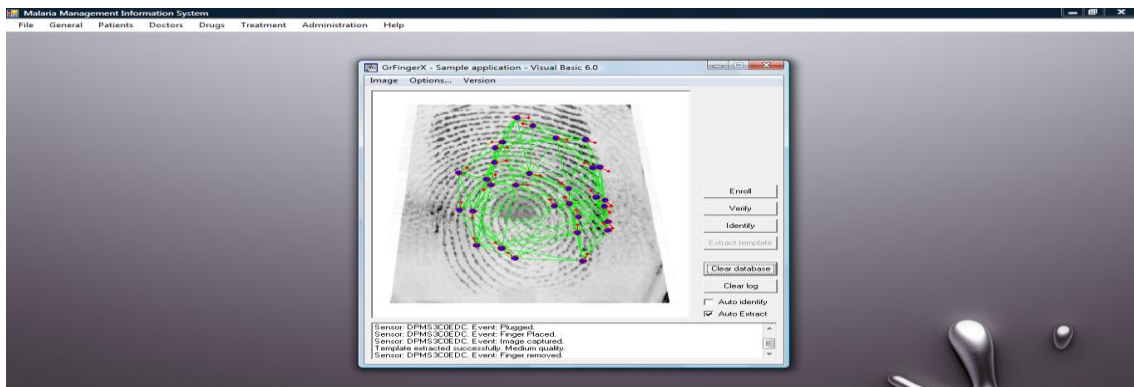 Malaria Management Information System
File General Patients Doctors Drugs Treatment Administration Help
GrFingerX - Sample application - Visual Basic 6.0
Image Options... Version
Enroll
Verify
Identify
Extract template
Clear database
Clear log
Auto identify
Auto Extract
Sensor: DPMS3C0EDC. Event: Plugged.
Sensor: DPMS3C0EDC. Event: Finger Placed.
Sensor: DPMS3C0EDC. Event: Image captured.
Template extracted successfully. Medium quality.
Sensor: DPMS3C0EDC. Event: Finger removed.